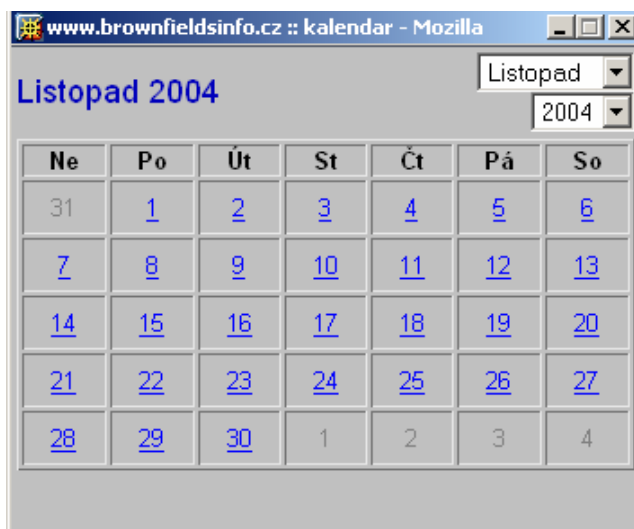 www.brownfieldsinfo.cz :: kalendar - Mozilla
Listopad
Listopad 2004
2004
Ne Po Út St Čt Pá So
31 1 2 3 4 5 6
7 8 9 10 11 12 13
14 15 16 17 18 19 20
21 22 23 24 25 26 27
28 29 30 1 2 3 4